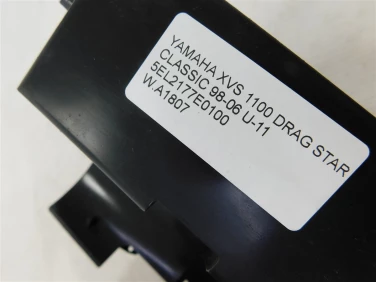 YAMAHA XVS 1100 DRAG STAR
CLASSIC 98-06 U-11
5EL2177E0100
W.A1807